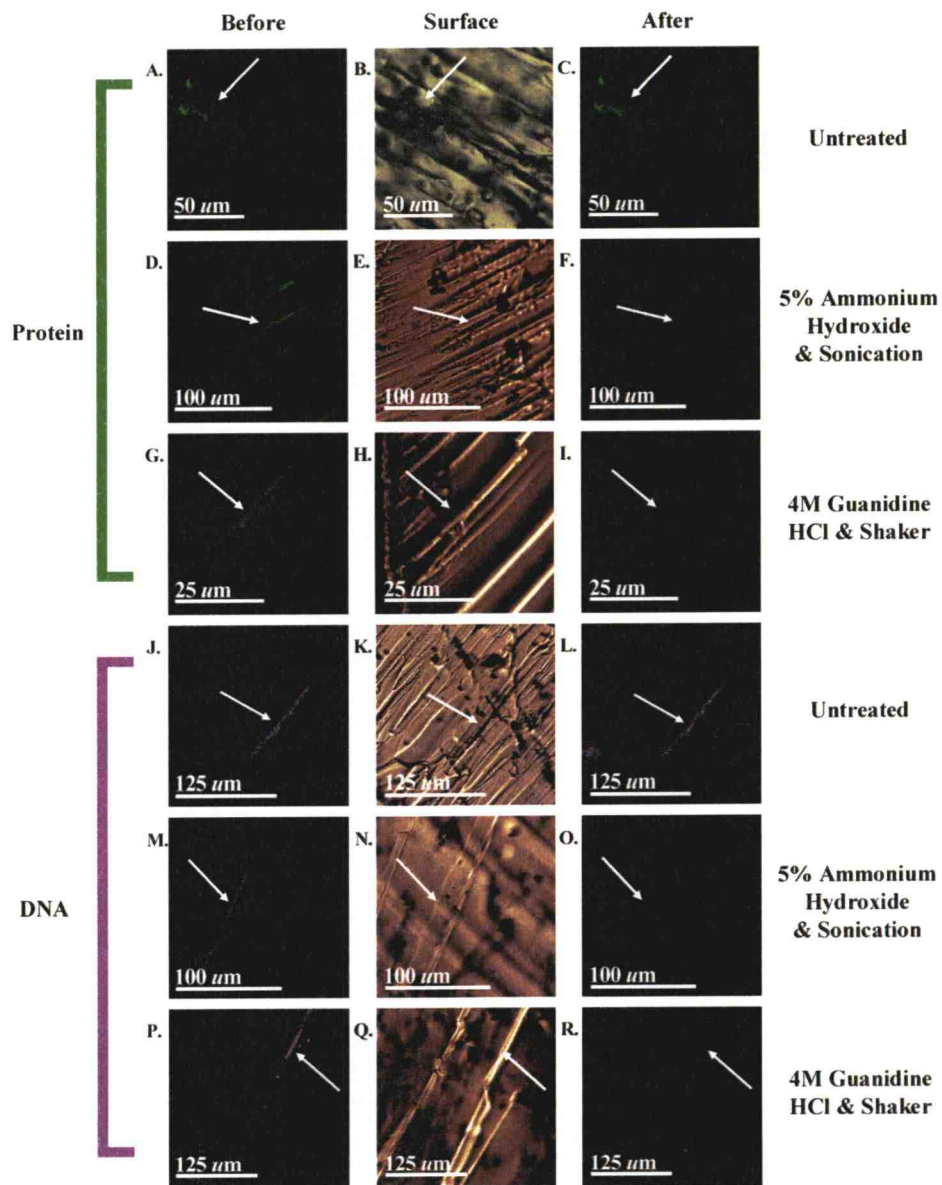 Before Surface After
A. B. C.
50 um 50 um 50 um
Untreated
D. E. F.
100 um 100 um 100 um
5% Ammonium
Hydroxide
& Sonication
Protein
G. H. I.
25 um 25 um 25 um
4M Guanidine
HCl & Shaker
J. K. L.
125 um 125 um 125 um
Untreated
M. N. O.
100 um 100 um 100 um
5% Ammonium
Hydroxide
& Sonication
DNA
P. Q. R.
125 um 125 um 125 um
4M Guanidine
HCl & Shaker